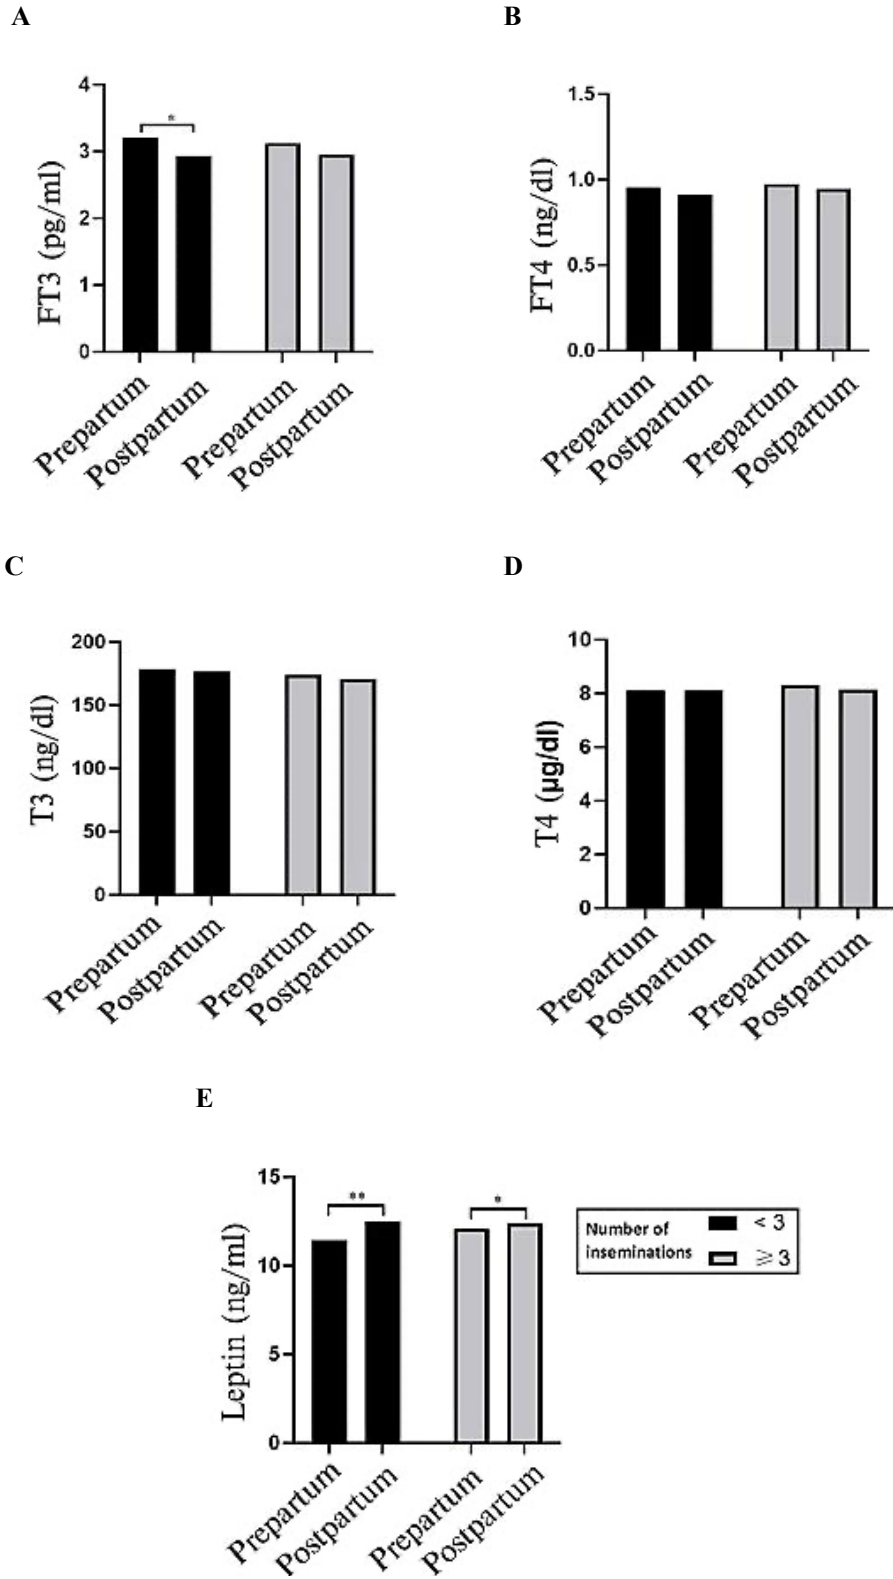 A
B
4
3
2
1
0
FT3 (pg/ml)
*
Prepartum
Postpartum
Prepartum
Postpartum
1.5
1.0
0.5
0.0
FT4 (ng/dl)
Prepartum
Postpartum
Prepartum
Postpartum
C
D
200
150
100
50
0
T3 (ng/dl)
Prepartum
Postpartum
Prepartum
Postpartum
10
8
6
4
2
0
T4 (µg/dl)
Prepartum
Postpartum
Prepartum
Postpartum
E
15
10
5
0
Leptin (ng/ml)
**
*
Prepartum
Postpartum
Prepartum
Postpartum
Number of
inseminations
< 3
⩾ 3